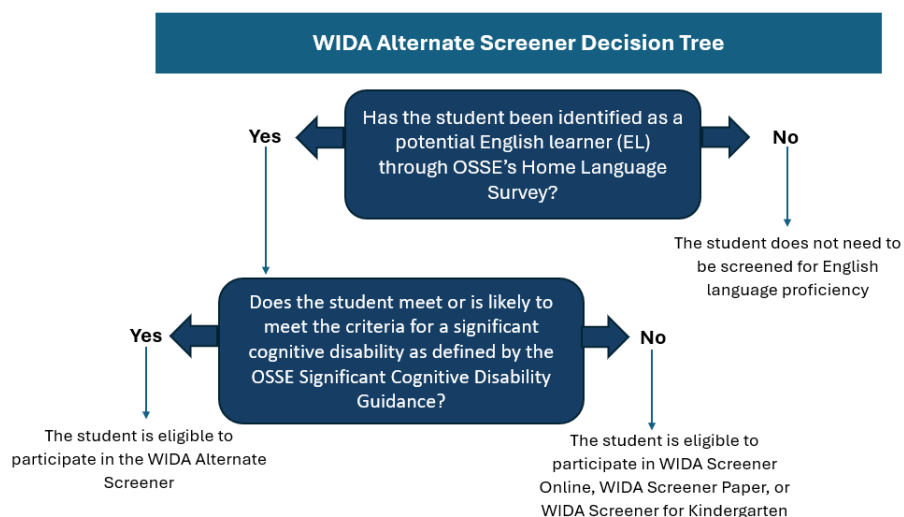 WIDA Alternate Screener Decision Tree
Has the student been identified as a
potential English learner (EL)
through OSSE's Home Language
Survey?
Yes
No
The student does not need to
be screened for English
language proficiency
Does the student meet or is likely to
meet the criteria for a significant
cognitive disability as defined by the
OSSE Significant Cognitive Disability
Guidance?
Yes
No
The student is eligible to
participate in the WIDA Alternate
Screener
The student is eligible to
participate in WIDA Screener
Online, WIDA Screener Paper, or
WIDA Screener for Kindergarten